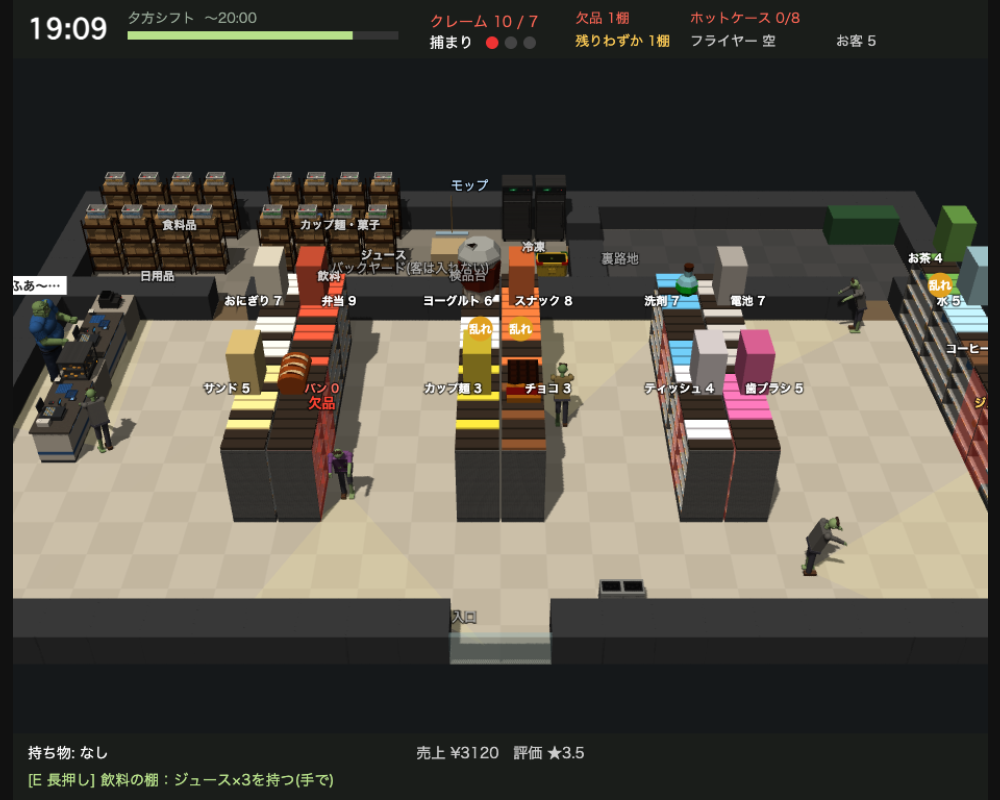 19:09
夕方シフト ～20:00
クレーム 10 / 7
捕まり
欠品 1棚
残りわずか 1棚
ホットケース 0/8
フライヤー 空
お客 5
モップ
食料品
カップ麺・菓子
ジュース
冷凍
日用品
飲料
バックヤード(客は入れない)
検品台
裏路地
お茶 4
ふあ〜…
おにぎり 7
弁当 9
ヨーグルト 6
スナック 8
洗剤 7
電池 7
乱れ
水 5
乱れ
乱れ
コーヒー
サンド 5
パン 0
欠品
カップ麺 3
チョコ 3
ティッシュ 4
歯ブラシ 5
入口
持ち物: なし
売上 ¥3120 評価 ★3.5
[E 長押し] 飲料の棚：ジュース×3を持つ(手で)